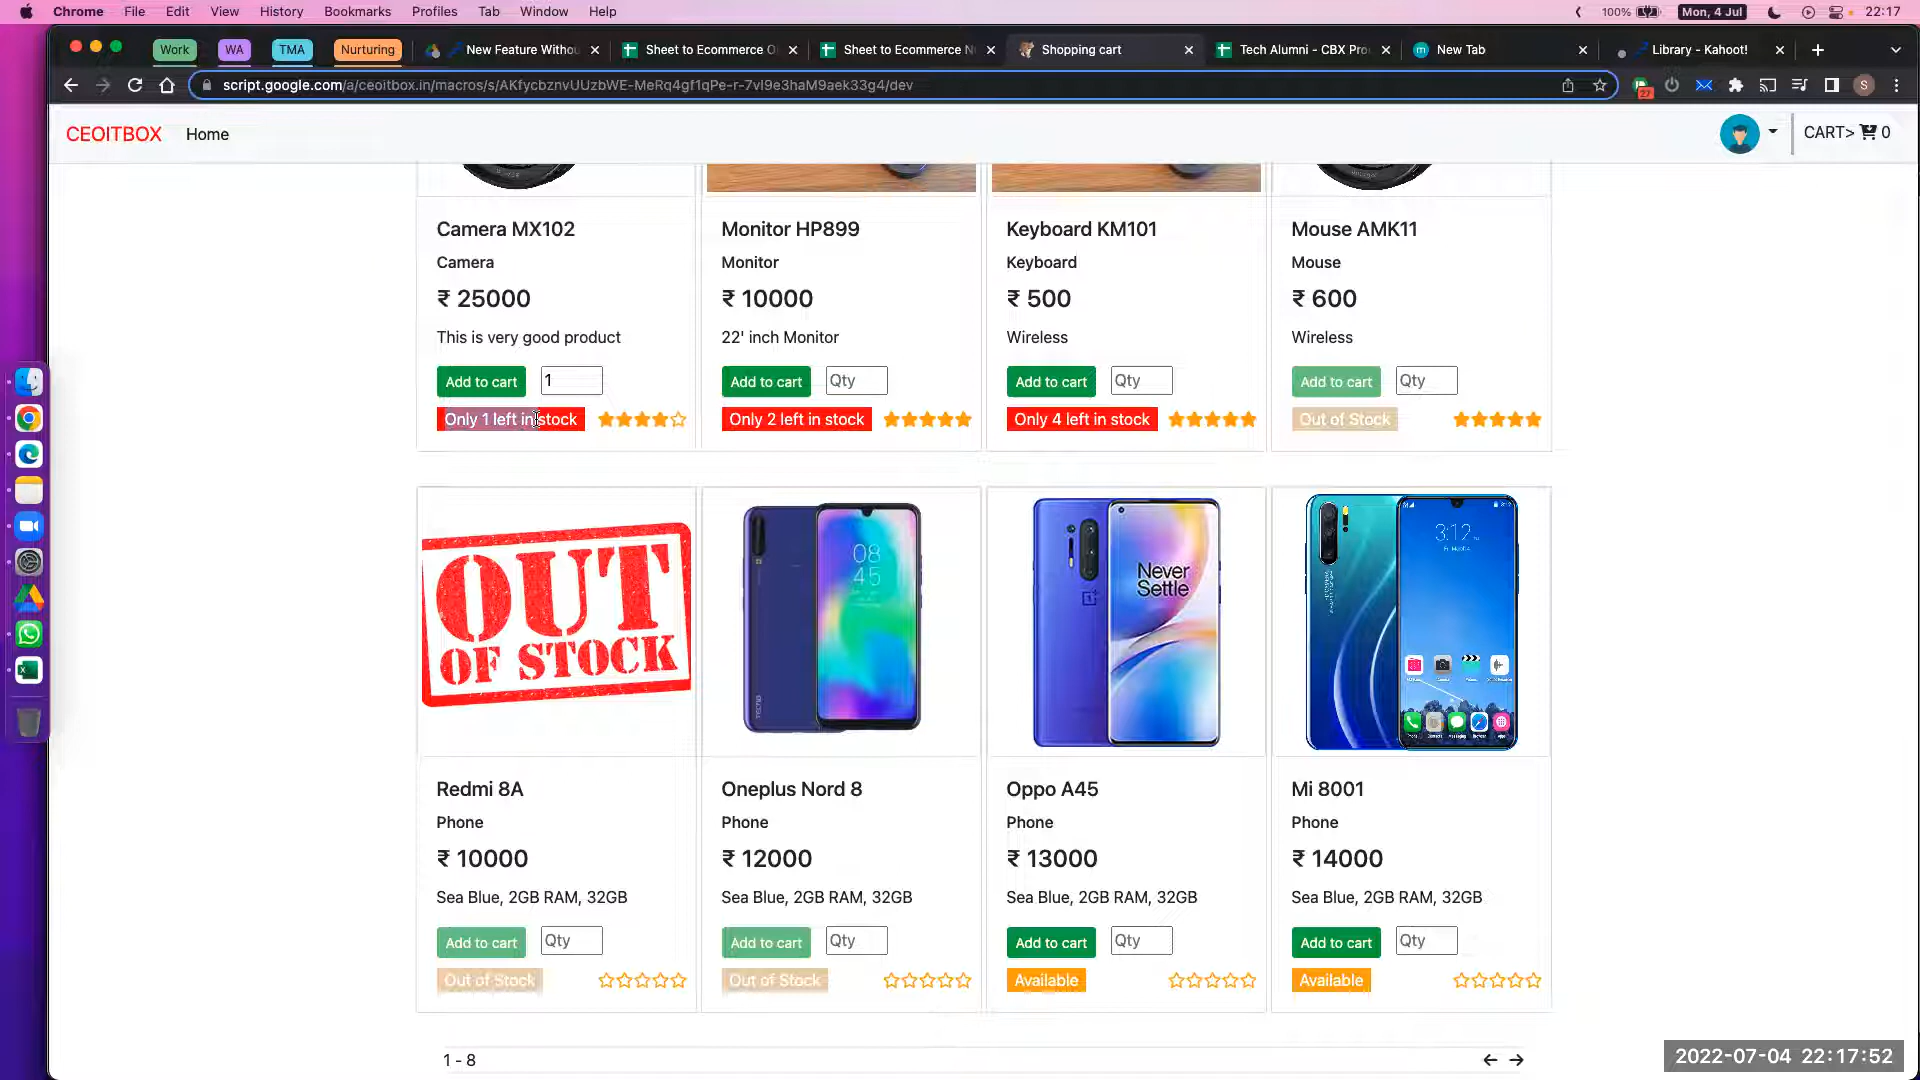 Chrome File Edit View History Bookmarks Profiles Tab Window Help
100% Mon, 4 Jul 22:17
Work WA TMA Nurturing New Feature Withou Sheet to Ecommerce O Sheet to Ecommerce N Shopping cart Tech Alumni - CBX Pro New Tab Library - Kahoot!
script.google.com/a/ceoitbox.in/macros/s/AKfycbznvUUzbWE-MeRq4gf1qPe-r-7vI9e3haM9aek33g4/dev
27 S
CEOITBOX Home CART> 0
Camera MX102 Monitor HP899 Keyboard KM101 Mouse AMK11
Camera Monitor Keyboard Mouse
₹ 25000 ₹ 10000 ₹ 500 ₹ 600
This is very good product 22' inch Monitor Wireless Wireless
Add to cart 1 Add to cart Qty Add to cart Qty Add to cart Qty
Only 1 left in stock Only 2 left in stock Only 4 left in stock Out of Stock
OUT
OF STOCK
08
45
TECNO
Never
Settle
3:12
Redmi 8A Oneplus Nord 8 Oppo A45 Mi 8001
Phone Phone Phone Phone
₹ 10000 ₹ 12000 ₹ 13000 ₹ 14000
Sea Blue, 2GB RAM, 32GB Sea Blue, 2GB RAM, 32GB Sea Blue, 2GB RAM, 32GB Sea Blue, 2GB RAM, 32GB
Add to cart Qty Add to cart Qty Add to cart Qty Add to cart Qty
Out of Stock Out of Stock Available Available
1 - 8
2022-07-04 22:17:52